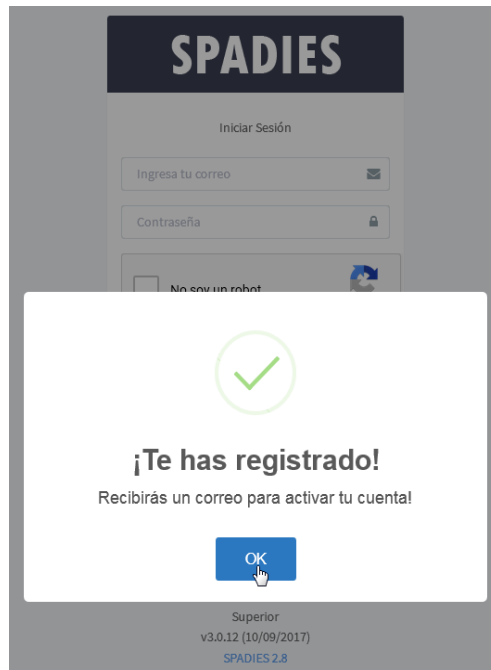 SPADIES
Iniciar Sesión
Ingresa tu correo
Contraseña
No soy un robot
¡Te has registrado!
Recibirás un correo para activar tu cuenta!
OK
Superior
v3.0.12 (10/09/2017)
SPADIES 2.8